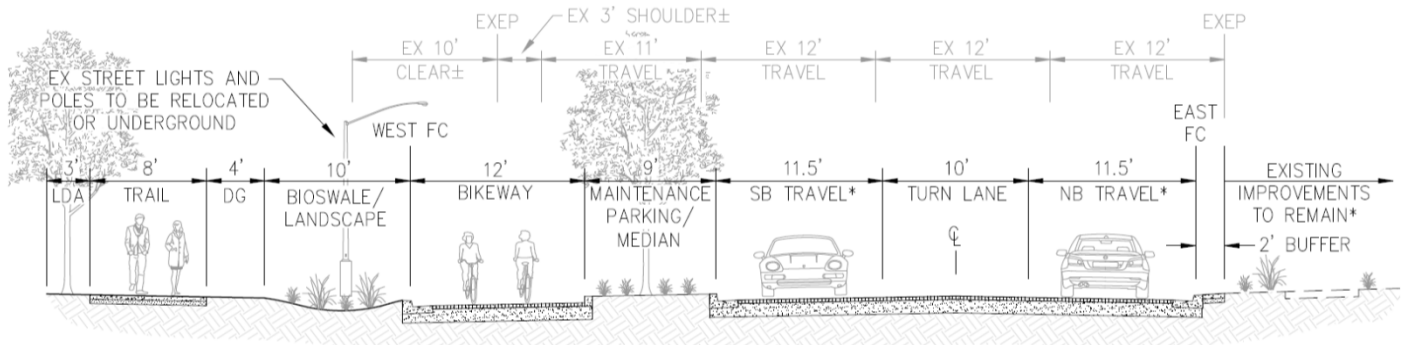 EXEP
EX 3' SHOULDER±
EXEP
EX 10'
CLEAR±
EX 11'
TRAVEL
EX 12'
TRAVEL
EX 12'
TRAVEL
EX 12'
TRAVEL
EX STREET LIGHTS AND
POLES TO BE RELOCATED
OR UNDERGROUND
WEST FC
EAST
FC
3'
LDA
8'
TRAIL
4'
DG
10'
BIOSWALE/
LANDSCAPE
12'
BIKEWAY
9'
MAINTENANCE
PARKING/
MEDIAN
11.5'
SB TRAVEL*
10'
TURN LANE
℄
11.5'
NB TRAVEL*
EXISTING
IMPROVEMENTS
TO REMAIN*
2' BUFFER